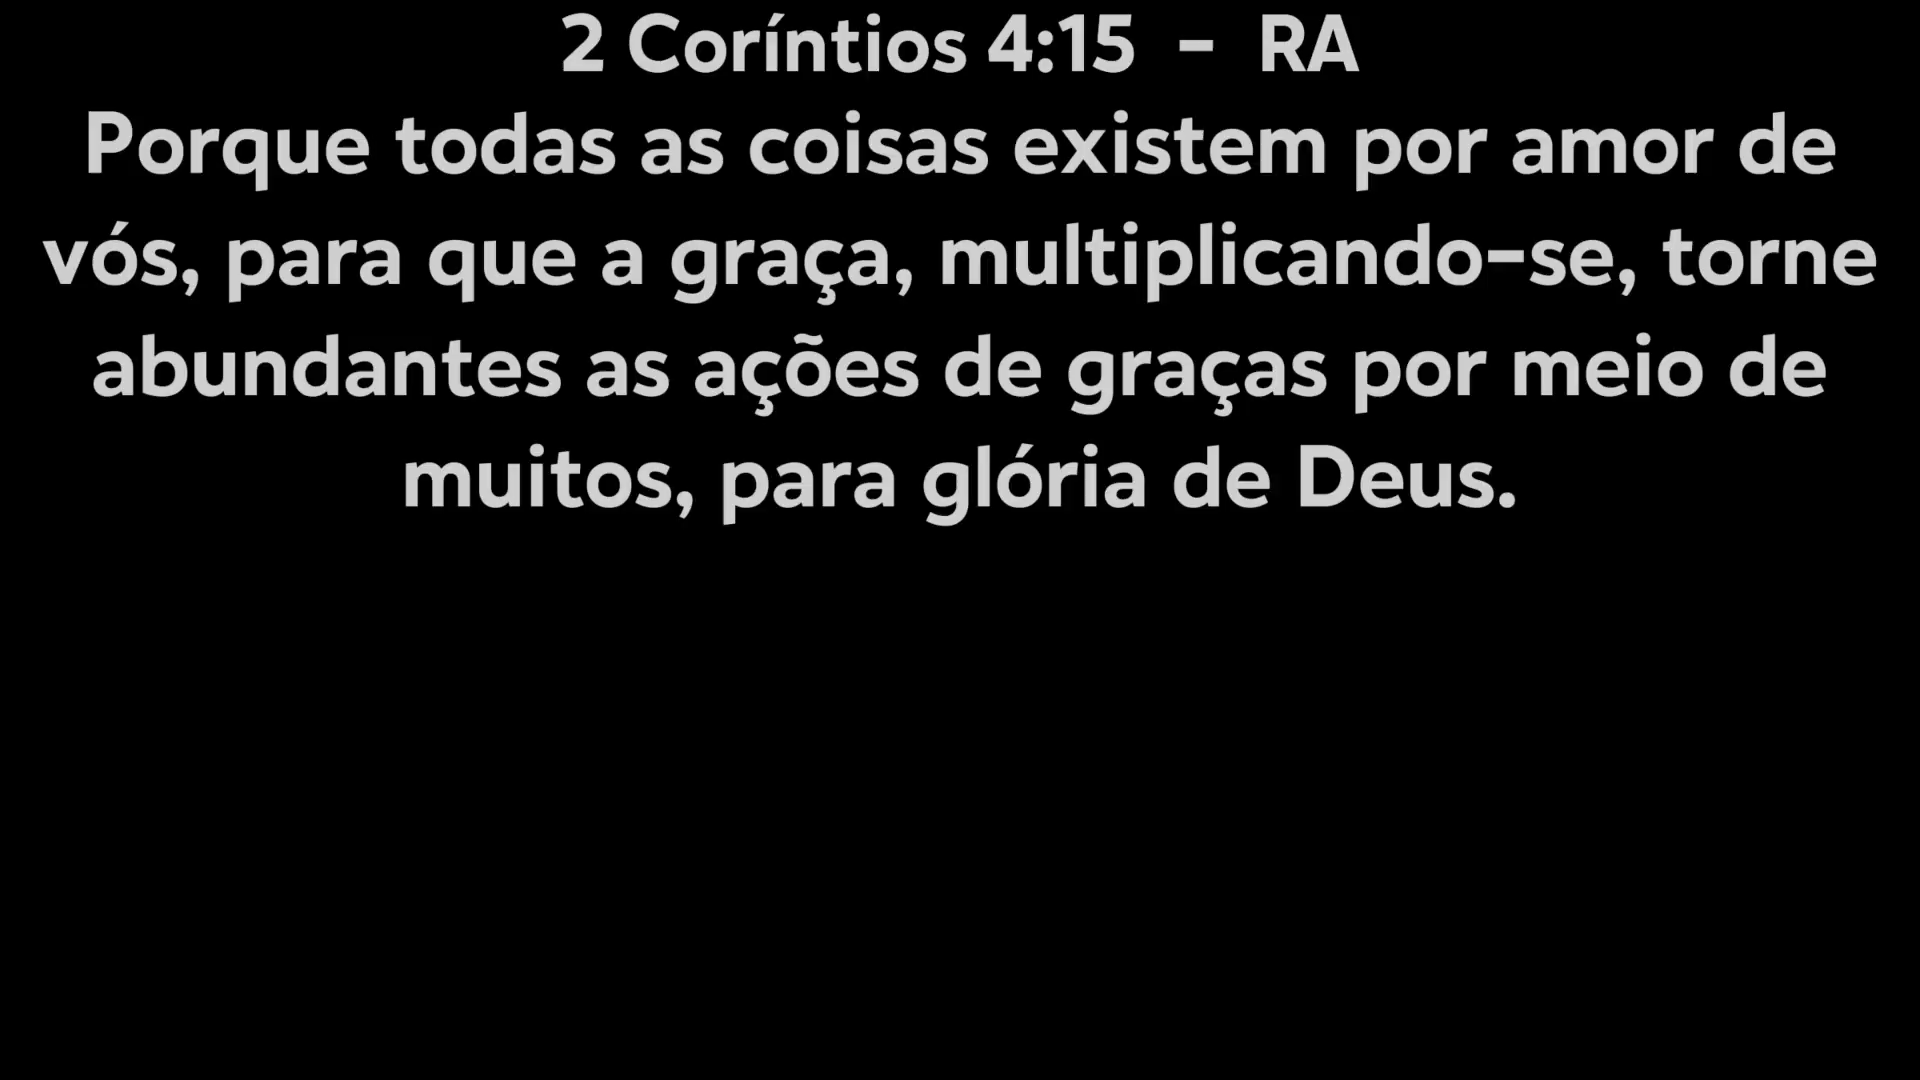 2 Coríntios 4:15  -  RA
Porque todas as coisas existem por amor de
vós, para que a graça, multiplicando-se, torne
abundantes as ações de graças por meio de
muitos, para glória de Deus.